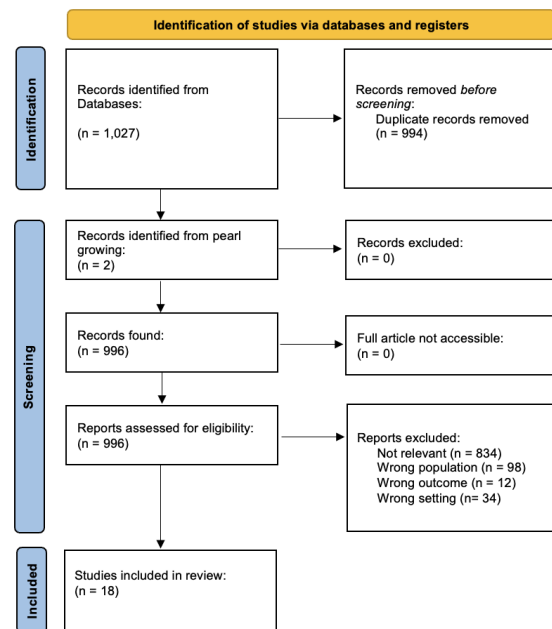 Identification of studies via databases and registers
Identification
Records identified from
Databases:
(n = 1,027)
Records removed before
screening:
Duplicate records removed
(n = 994)
Screening
Records identified from pearl
growing:
(n = 2)
Records excluded:
(n = 0)
Records found:
(n = 996)
Full article not accessible:
(n = 0)
Reports assessed for eligibility:
(n = 996)
Reports excluded:
Not relevant (n = 834)
Wrong population (n = 98)
Wrong outcome (n = 12)
Wrong setting (n= 34)
Included
Studies included in review:
(n = 18)